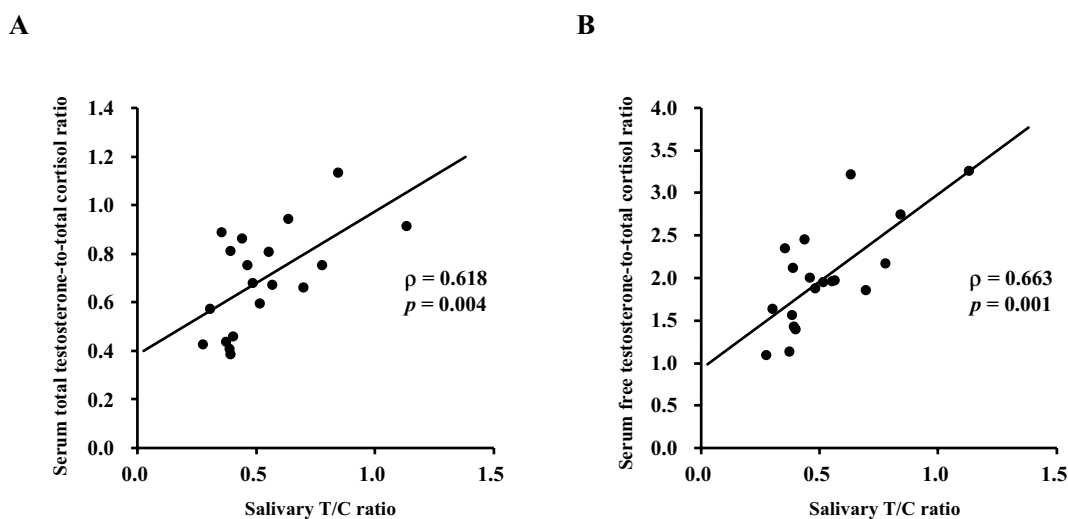 A
Serum total testosterone-to-total cortisol ratio
1.4
1.2
1.0
0.8
0.6
0.4
0.2
0.0
0.0 0.5 1.0 1.5
Salivary T/C ratio
ρ = 0.618
p = 0.004
B
Serum free testosterone-to-total cortisol ratio
4.0
3.5
3.0
2.5
2.0
1.5
1.0
0.5
0.0
0.0 0.5 1.0 1.5
Salivary T/C ratio
ρ = 0.663
p = 0.001